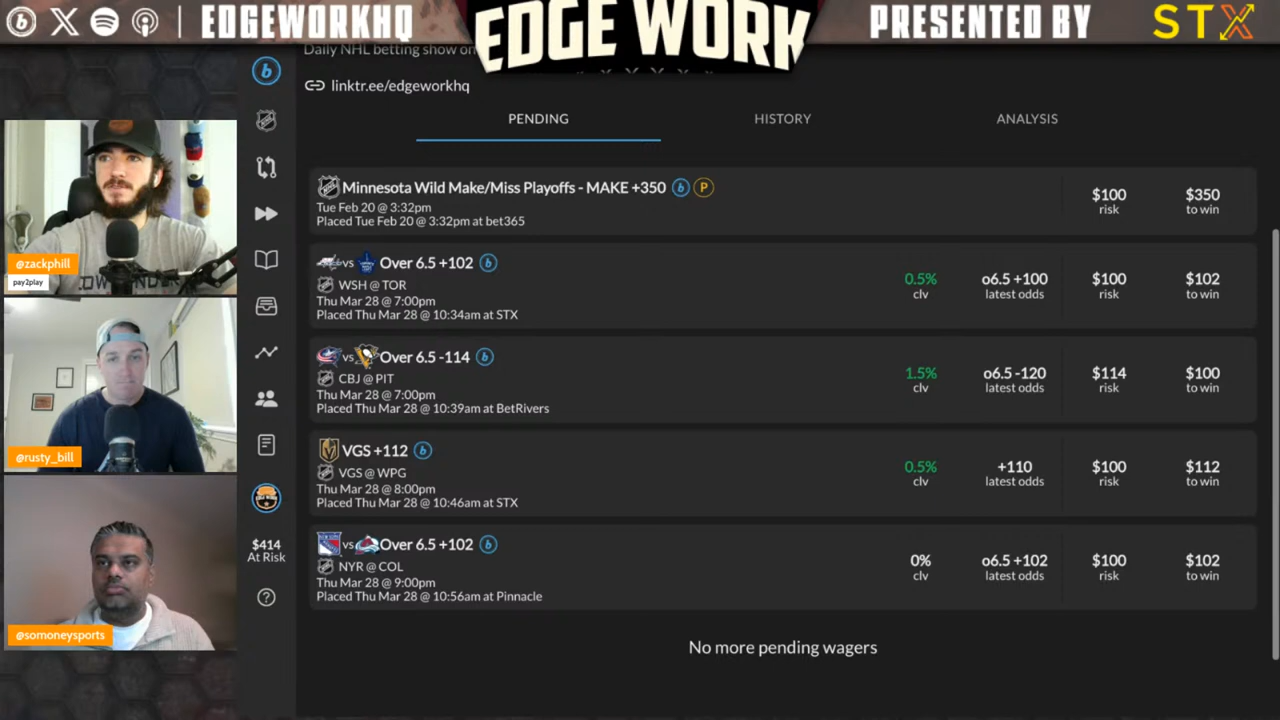 EDGEWORKHQ
EDGE WORK
PRESENTED BY
STX
Daily NHL betting show on
linktr.ee/edgeworkhq
PENDING
HISTORY
ANALYSIS
Minnesota Wild Make/Miss Playoffs - MAKE +350 b P
Tue Feb 20 @ 3:32pm
Placed Tue Feb 20 @ 3:32pm at bet365
$100
risk
$350
to win
vs Over 6.5 +102 b
WSH @ TOR
Thu Mar 28 @ 7:00pm
Placed Thu Mar 28 @ 10:34am at STX
0.5%
clv
o6.5 +100
latest odds
$100
risk
$102
to win
vs Over 6.5 -114 b
CBJ @ PIT
Thu Mar 28 @ 7:00pm
Placed Thu Mar 28 @ 10:39am at BetRivers
1.5%
clv
o6.5 -120
latest odds
$114
risk
$100
to win
VGS +112 b
VGS @ WPG
Thu Mar 28 @ 8:00pm
Placed Thu Mar 28 @ 10:46am at STX
0.5%
clv
+110
latest odds
$100
risk
$112
to win
vs Over 6.5 +102 b
NYR @ COL
Thu Mar 28 @ 9:00pm
Placed Thu Mar 28 @ 10:56am at Pinnacle
0%
clv
o6.5 +102
latest odds
$100
risk
$102
to win
No more pending wagers
b
$414
At Risk
?
@zackphill
pay2play
@rusty_bill
@somoneysports